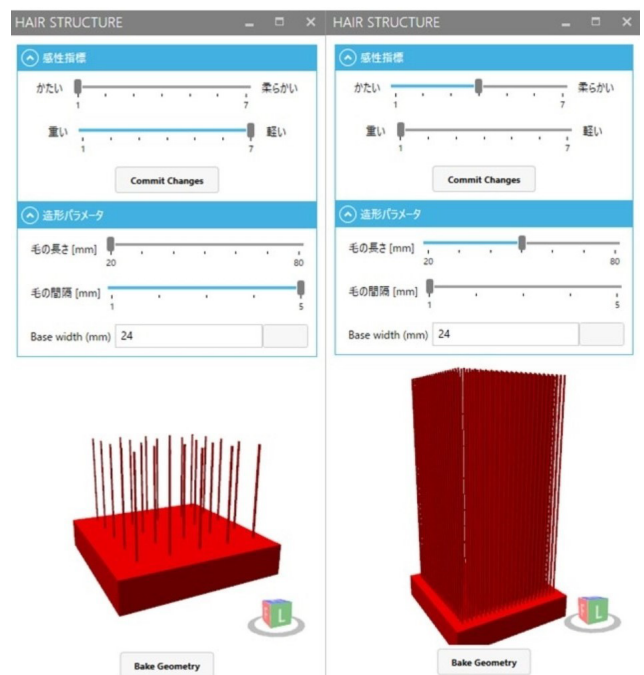 HAIR STRUCTURE
感性指標
かたい 柔らかい
1 7
重い 軽い
1 7
Commit Changes
造形パラメータ
毛の長さ [mm]
20 80
毛の間隔 [mm]
1 5
Base width (mm) 24
L
Bake Geometry
HAIR STRUCTURE
感性指標
かたい 柔らかい
1 7
重い 軽い
1 7
Commit Changes
造形パラメータ
毛の長さ [mm]
20 80
毛の間隔 [mm]
1 5
Base width (mm) 24
L
Bake Geometry